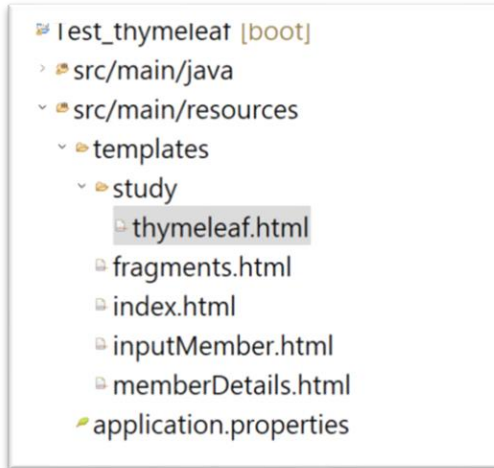 Test_thymeleaf [boot]
src/main/java
src/main/resources
templates
study
thymeleaf.html
fragments.html
index.html
inputMember.html
memberDetails.html
application.properties